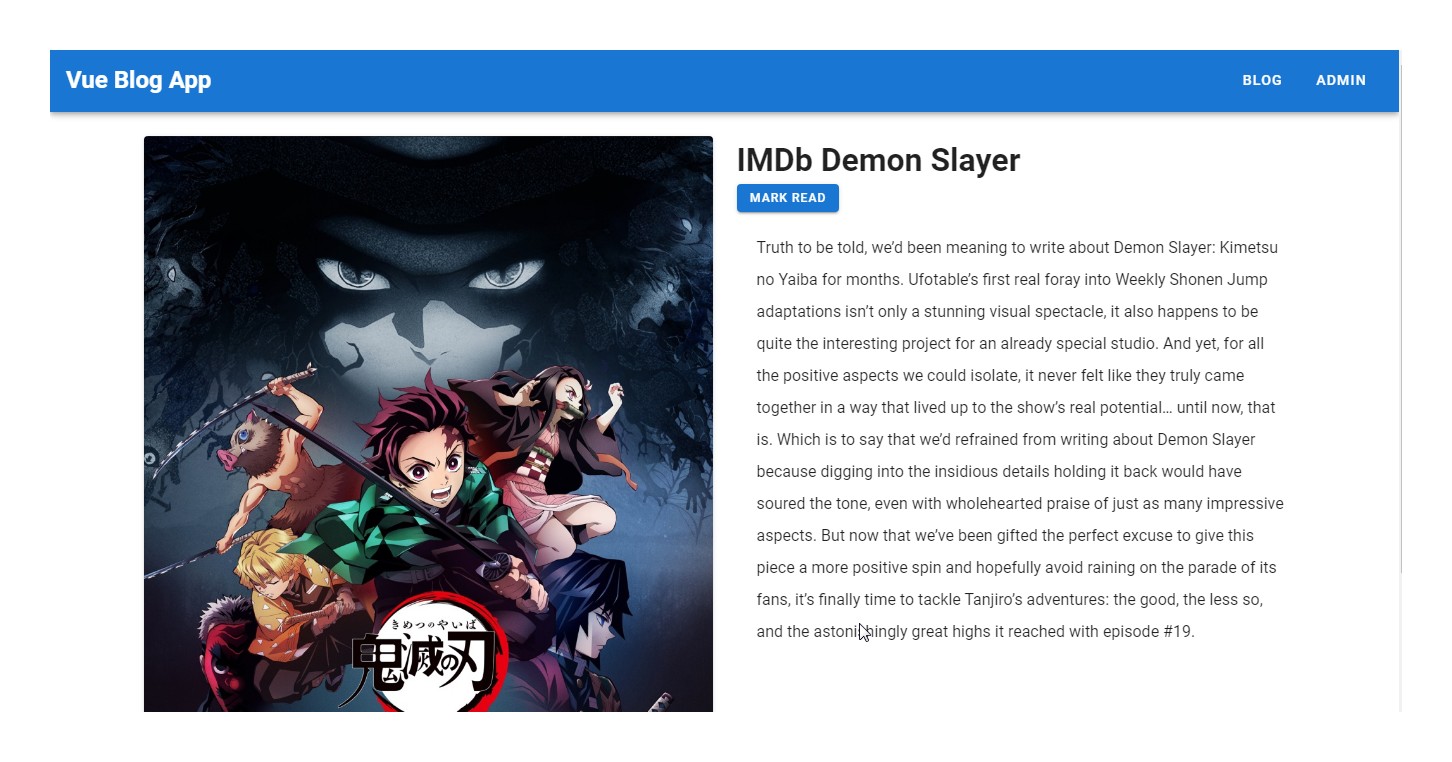 Vue Blog App
BLOG
ADMIN
IMDb Demon Slayer
MARK READ
Truth to be told, we’d been meaning to write about Demon Slayer: Kimetsu
no Yaiba for months. Ufotable’s first real foray into Weekly Shonen Jump
adaptations isn’t only a stunning visual spectacle, it also happens to be
quite the interesting project for an already special studio. And yet, for all
the positive aspects we could isolate, it never felt like they truly came
together in a way that lived up to the show’s real potential… until now, that
is. Which is to say that we’d refrained from writing about Demon Slayer
because digging into the insidious details holding it back would have
soured the tone, even with wholehearted praise of just as many impressive
aspects. But now that we’ve been gifted the perfect excuse to give this
piece a more positive spin and hopefully avoid raining on the parade of its
fans, it’s finally time to tackle Tanjiro’s adventures: the good, the less so,
and the astonishingly great highs it reached with episode #19.
きめつのやいば
鬼滅の刃